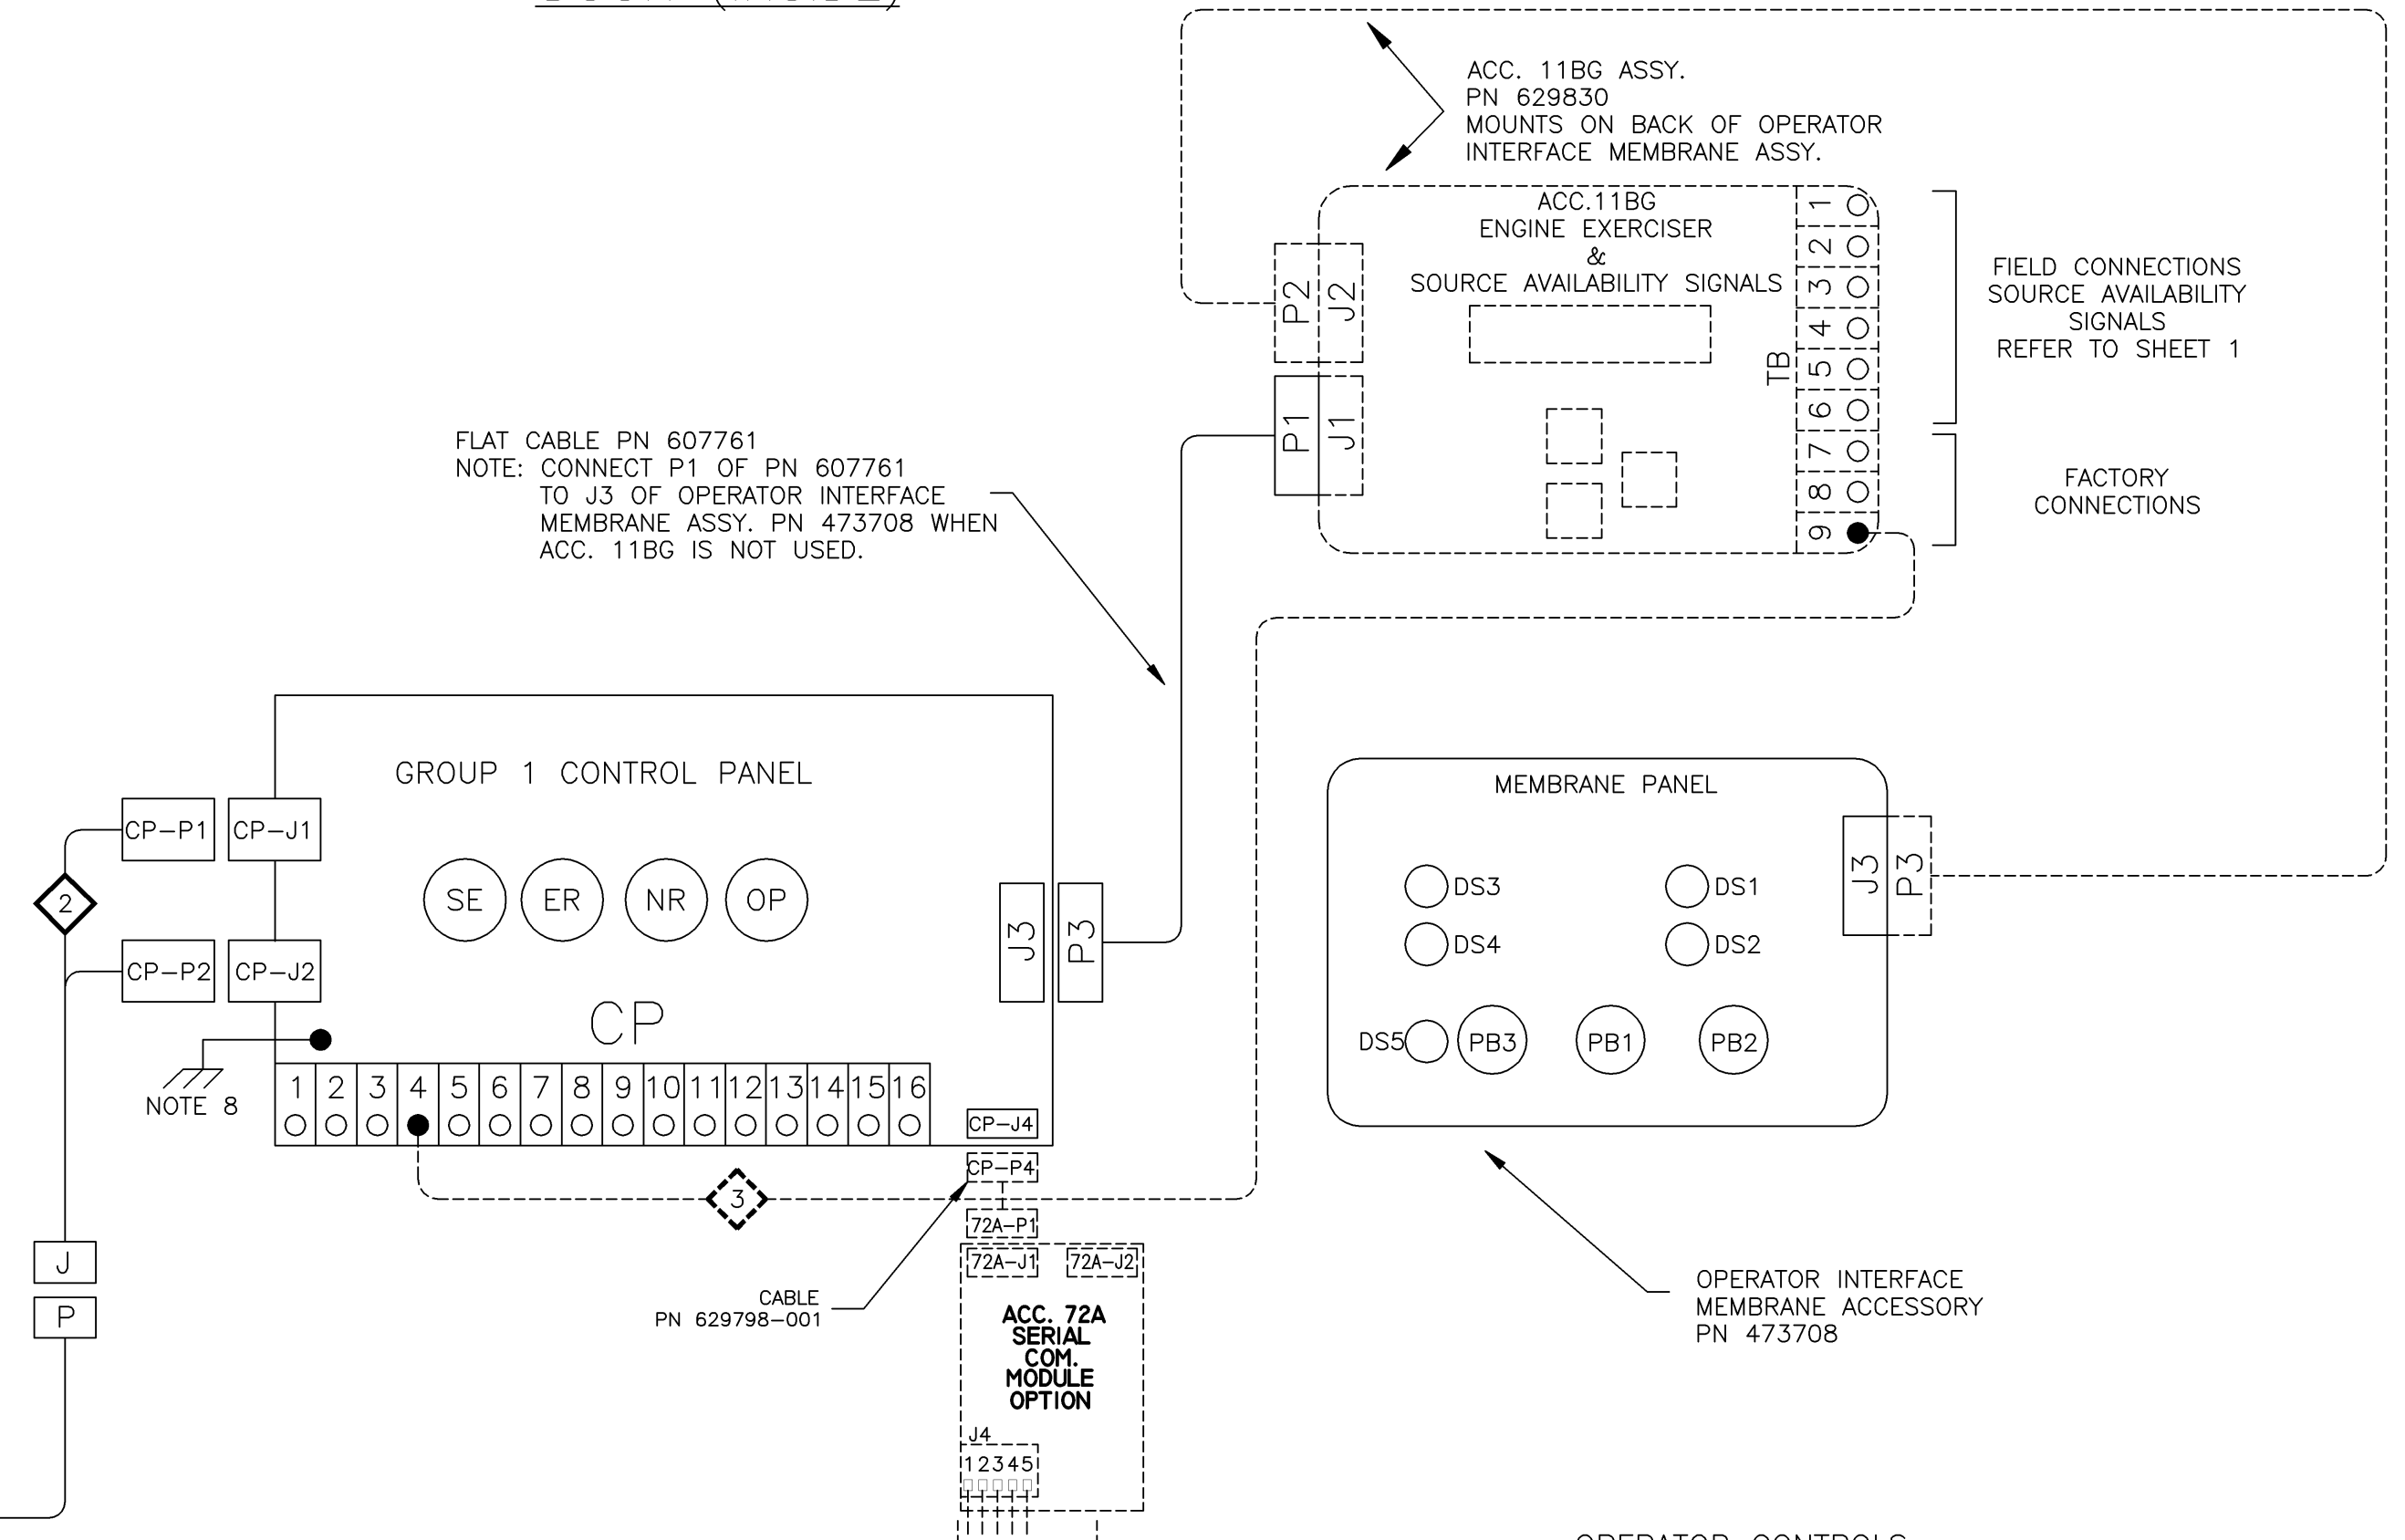 ACC. 11BG ASSY.
PN 629830
MOUNTS ON BACK OF OPERATOR
INTERFACE MEMBRANE ASSY.
ACC.11BG
ENGINE EXERCISER
&
SOURCE AVAILABILITY SIGNALS
P2 J2
P1 J1
TB
1
2
3
4
5
6
7
8
9
FIELD CONNECTIONS
SOURCE AVAILABILITY
SIGNALS
REFER TO SHEET 1
FACTORY
CONNECTIONS
FLAT CABLE PN 607761
NOTE: CONNECT P1 OF PN 607761
TO J3 OF OPERATOR INTERFACE
MEMBRANE ASSY. PN 473708 WHEN
ACC. 11BG IS NOT USED.
GROUP 1 CONTROL PANEL
CP-P1 CP-J1
2
SE ER NR OP
CP-P2 CP-J2
J3 P3
CP
NOTE 8
1 2 3 4 5 6 7 8 9 10 11 12 13 14 15 16
CP-J4
CP-P4
3
72A-P1
72A-J1 72A-J2
CABLE
PN 629798-001
ACC. 72A
SERIAL
COM.
MODULE
OPTION
J4
1 2 3 4 5
J
P
MEMBRANE PANEL
DS3 DS1
DS4 DS2
DS5 PB3 PB1 PB2
J3 P3
OPERATOR INTERFACE
MEMBRANE ACCESSORY
PN 473708
OPERATOR CONTROLS